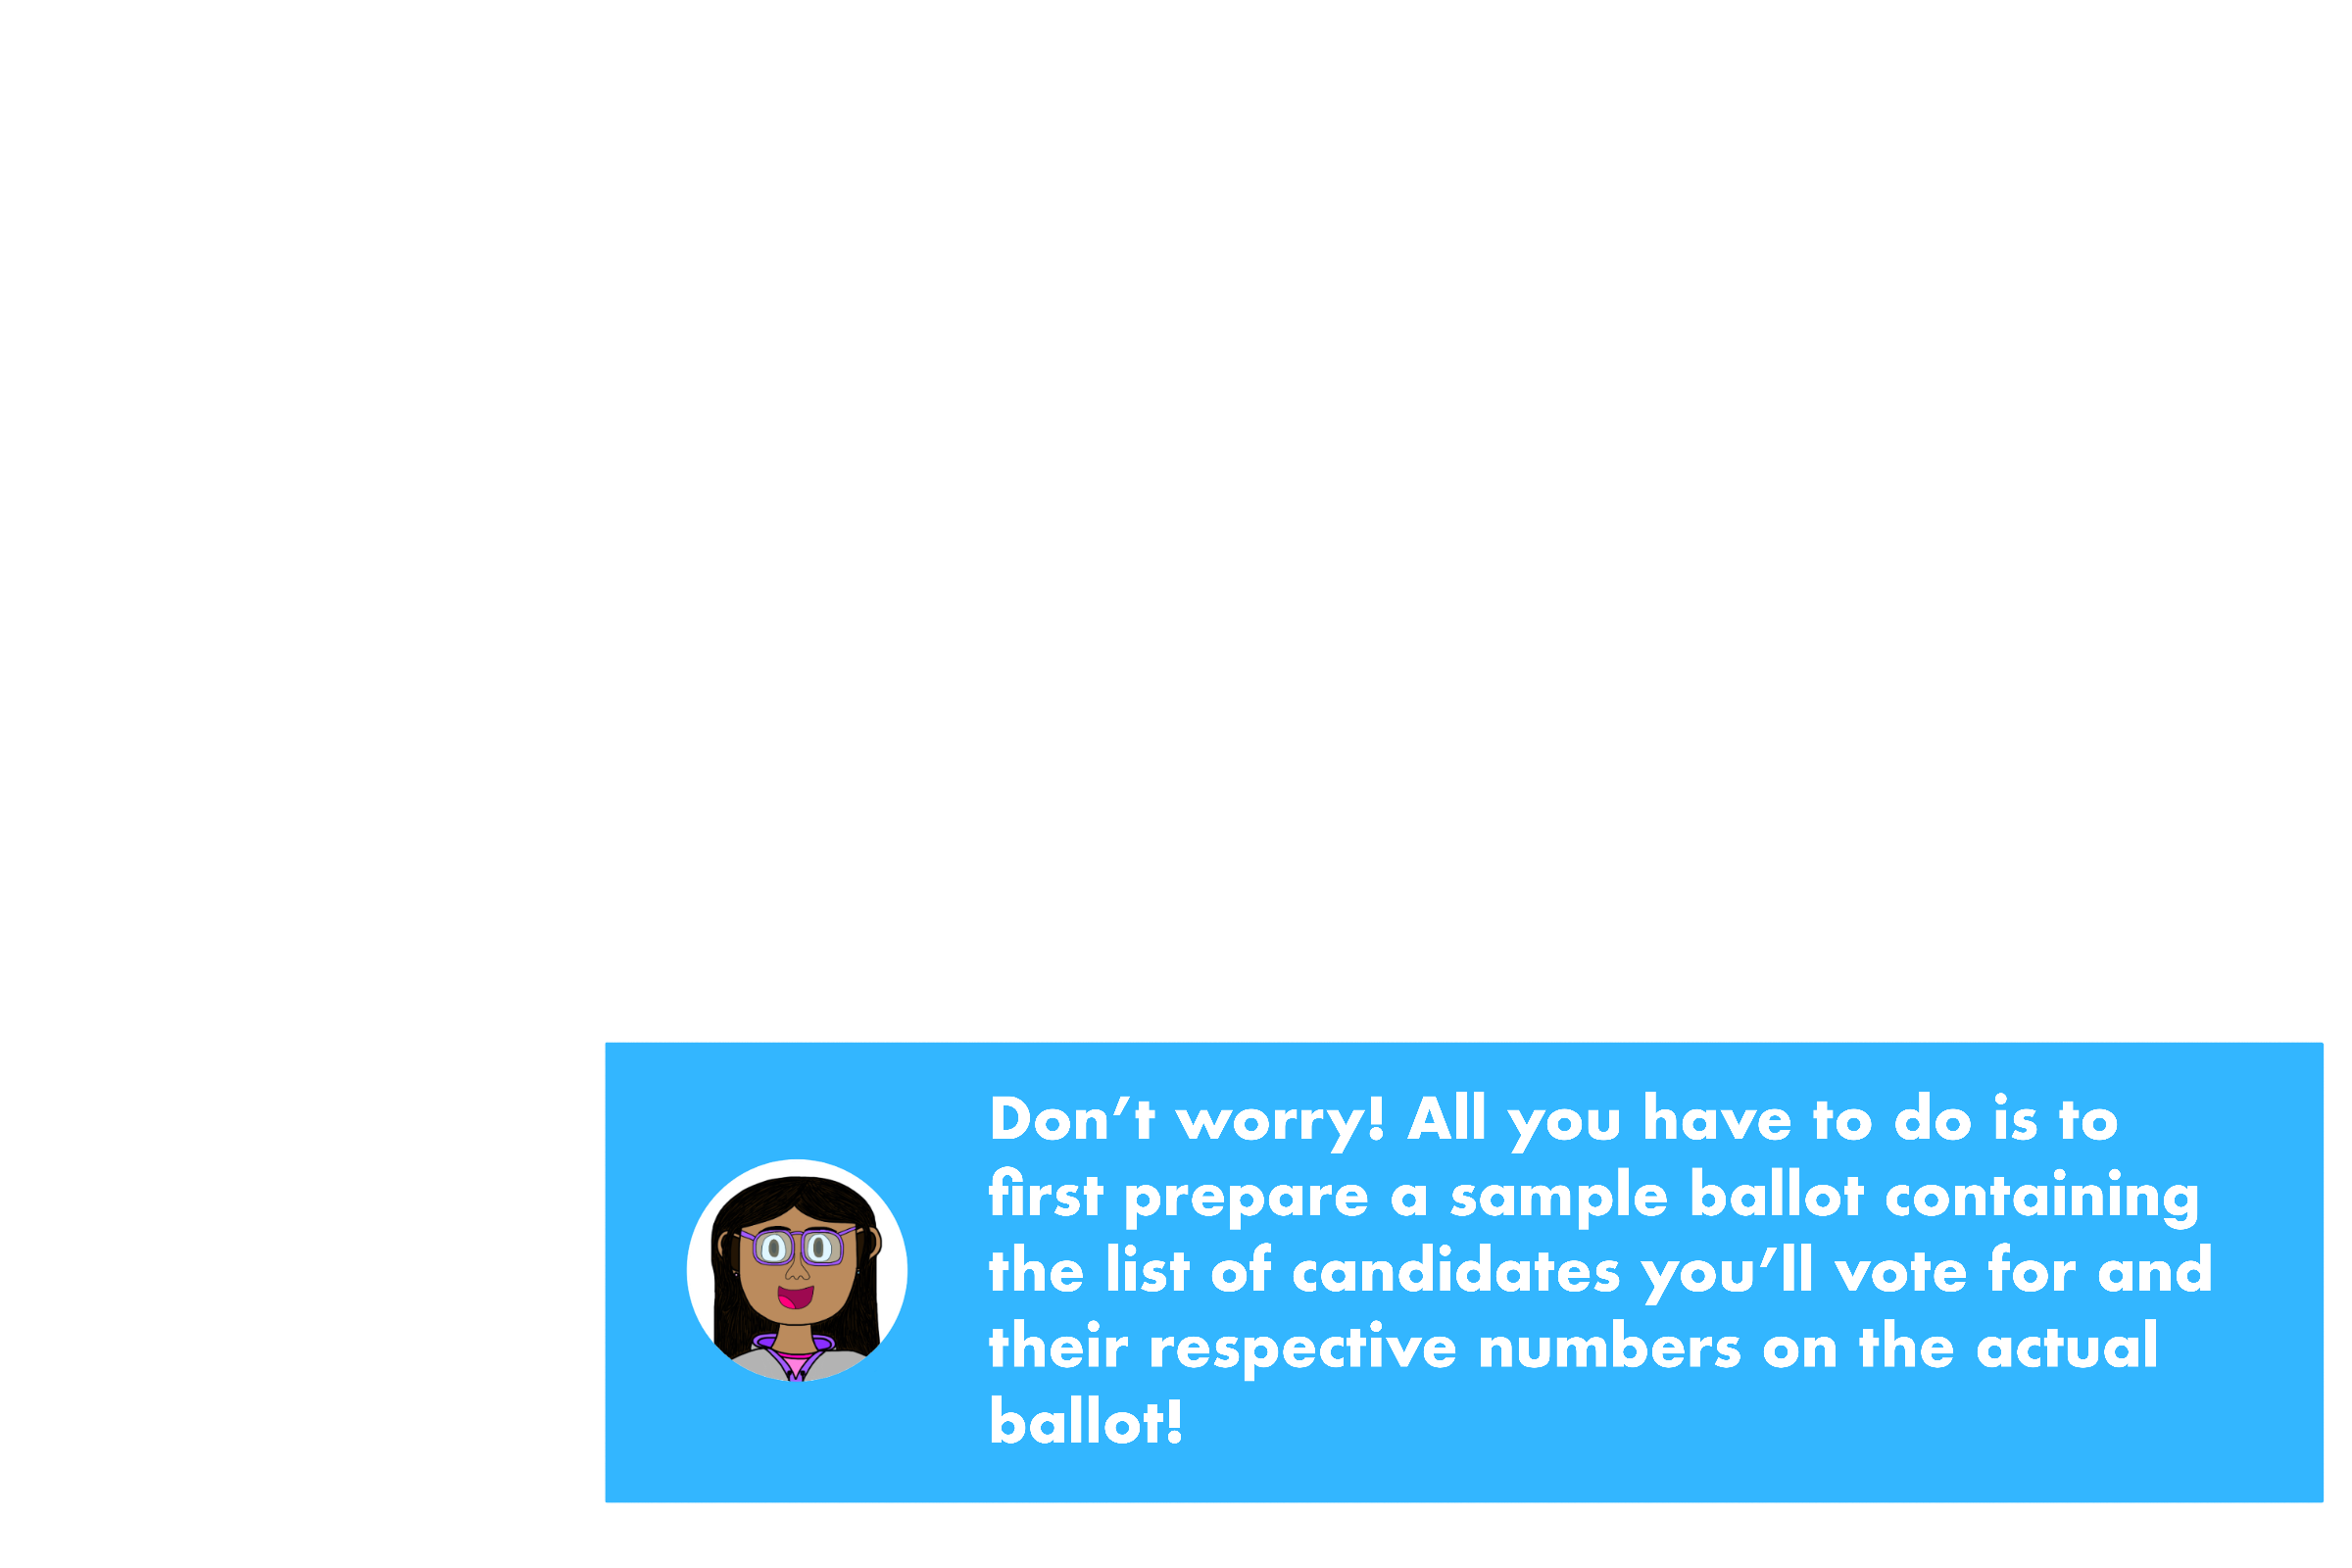 Don’t worry! All you have to do is to
first prepare a sample ballot containing
the list of candidates you’ll vote for and
their respective numbers on the actual
ballot!